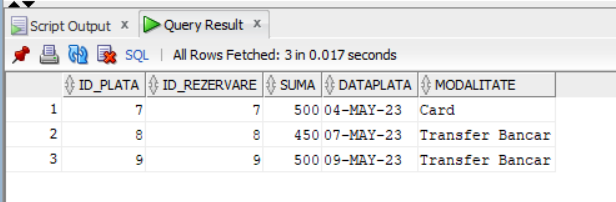 Script Output x Query Result x
SQL | All Rows Fetched: 3 in 0.017 seconds
ID_PLATA ID_REZERVARE SUMA DATAPLATA MODALITATE
1 7 7 500 04-MAY-23 Card
2 8 8 450 07-MAY-23 Transfer Bancar
3 9 9 500 09-MAY-23 Transfer Bancar